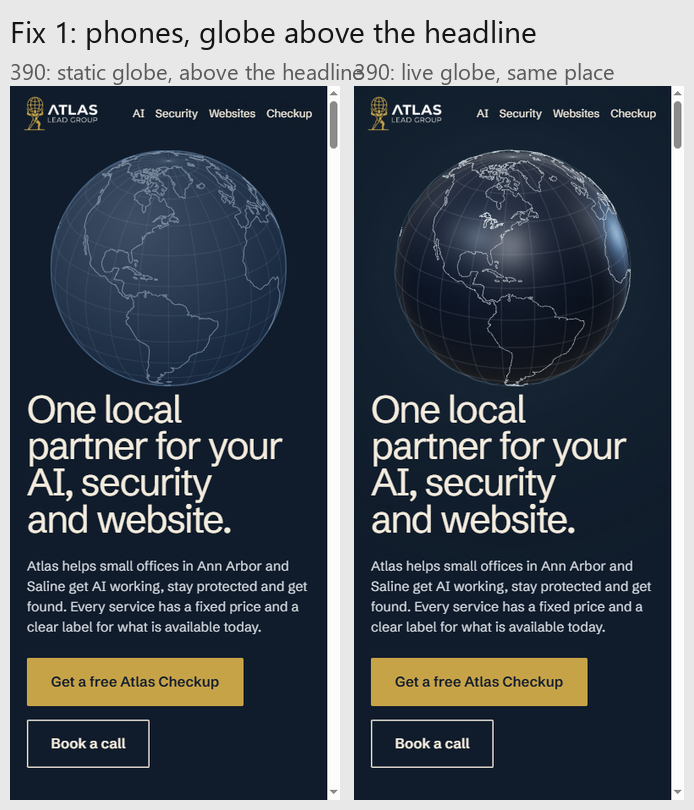 Fix 1: phones, globe above the headline
390: static globe, above the headline
390: live globe, same place
ATLAS
LEAD GROUP
AI Security Websites Checkup
One local
partner for your
AI, security
and website.
Atlas helps small offices in Ann Arbor and
Saline get AI working, stay protected and get
found. Every service has a fixed price and a
clear label for what is available today.
Get a free Atlas Checkup
Book a call
ATLAS
LEAD GROUP
AI Security Websites Checkup
One local
partner for your
AI, security
and website.
Atlas helps small offices in Ann Arbor and
Saline get AI working, stay protected and get
found. Every service has a fixed price and a
clear label for what is available today.
Get a free Atlas Checkup
Book a call